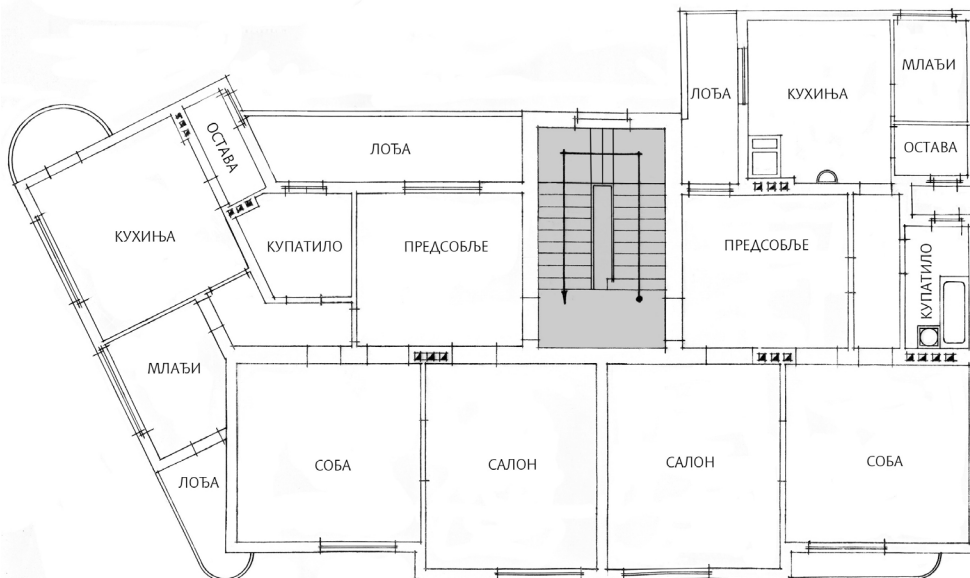 МЛАЂИ
ЛОЂА
КУХИЊА
ОСТАВА
ОСТАВА
ЛОЂА
КУХИЊА
КУПАТИЛО
ПРЕДСОБЉЕ
ПРЕДСОБЉЕ
КУПАТИЛО
МЛАЂИ
СОБА
САЛОН
САЛОН
СОБА
ЛОЂА